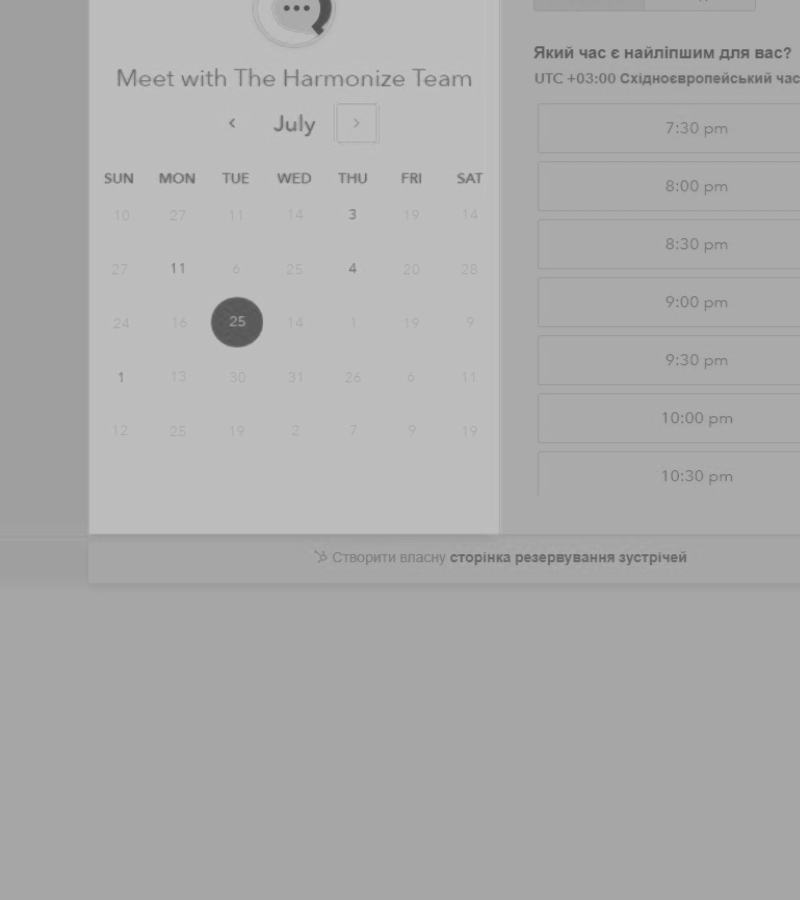 Meet with The Harmonize Team
July
SUN MON TUE WED THU FRI SAT
10 27 11 14 3 19 14
27 11 6 25 4 20 28
24 16 25 14 1 19 9
1 13 30 31 26 6 11
12 25 19 2 7 9 19
Який час є найліпшим для вас?
UTC +03:00 Східноєвропейський час
7:30 pm
8:00 pm
8:30 pm
9:00 pm
9:30 pm
10:00 pm
10:30 pm
Створити власну сторінка резервування зустрічей